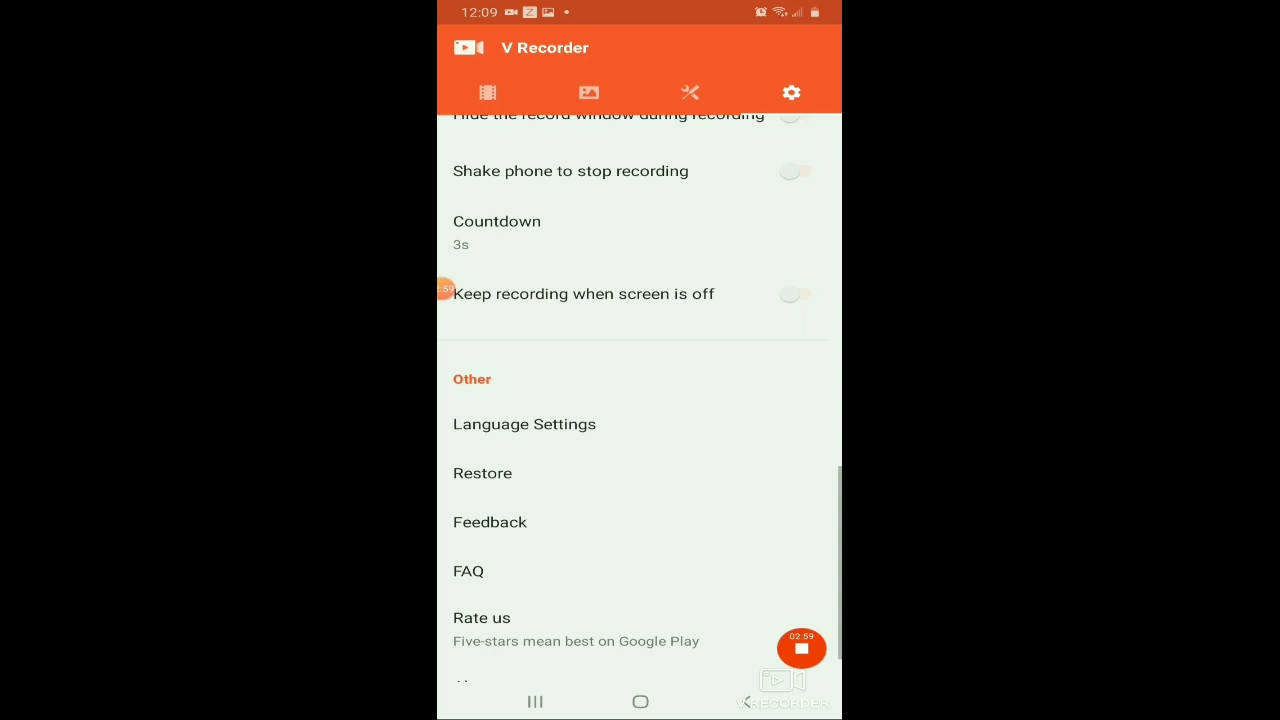 12:09
V Recorder
Hide the record window during recording
Shake phone to stop recording
Countdown
3s
:59
Keep recording when screen is off
Other
Language Settings
Restore
Feedback
FAQ
Rate us
Five-stars mean best on Google Play
02:59
V RECORDER